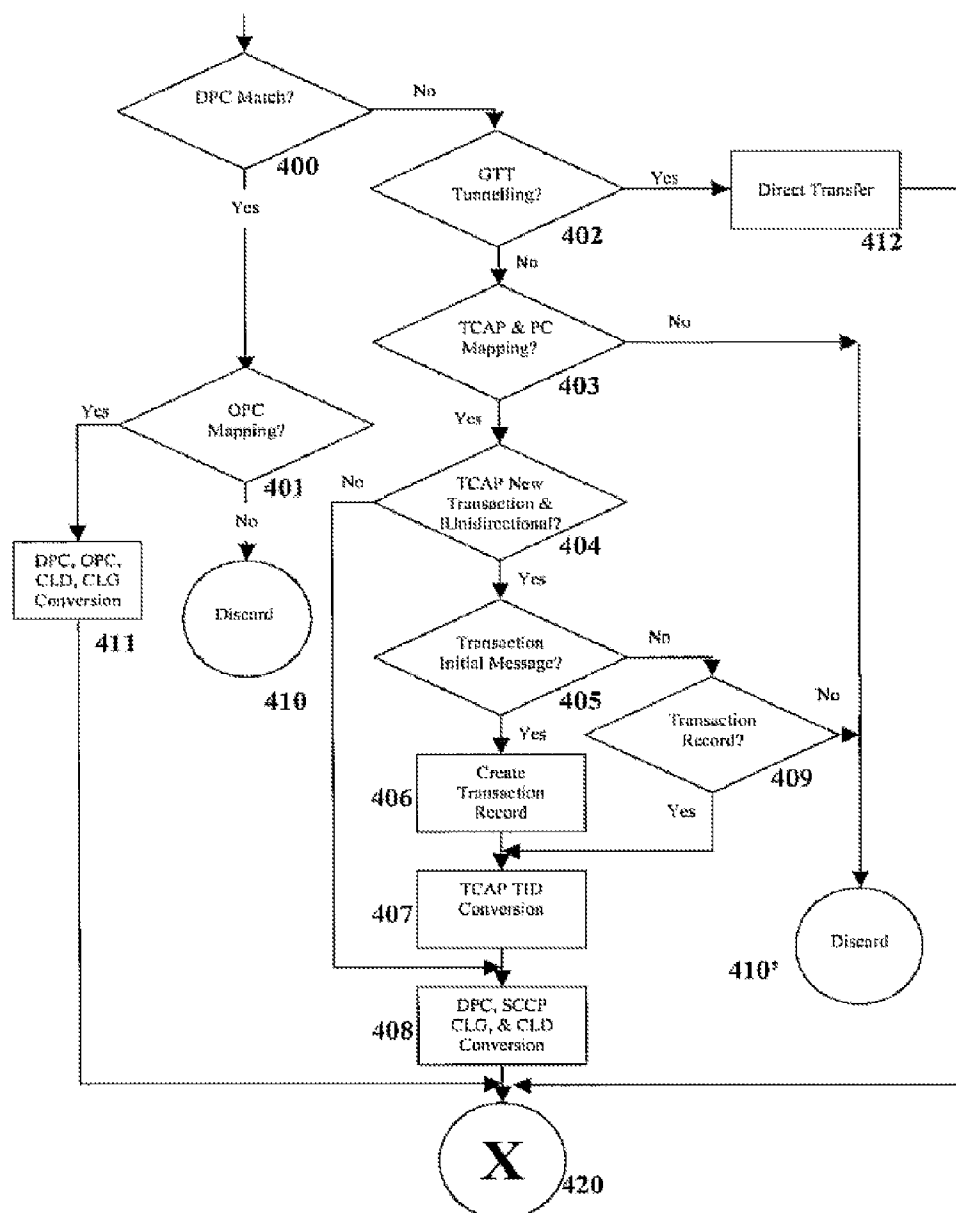 DPC Match?
No
400
GTT
Tunnelling?
Yes
Direct Transfer
402
412
Yes
No
TCAP & PC
Mapping?
No
403
OPC
Mapping?
Yes
401
Yes
TCAP New
Transaction &
!Unidirectional?
No
404
No
DPC, OPC,
CLD, CLG
Conversion
411
Discard
410
Yes
Transaction
Initial Message?
No
405
Transaction
Record?
No
409
Yes
Create
Transaction
Record
406
Yes
TCAP TID
Conversion
407
Discard
410'
DPC, SCCP
CLG, & CLD
Conversion
408
X
420